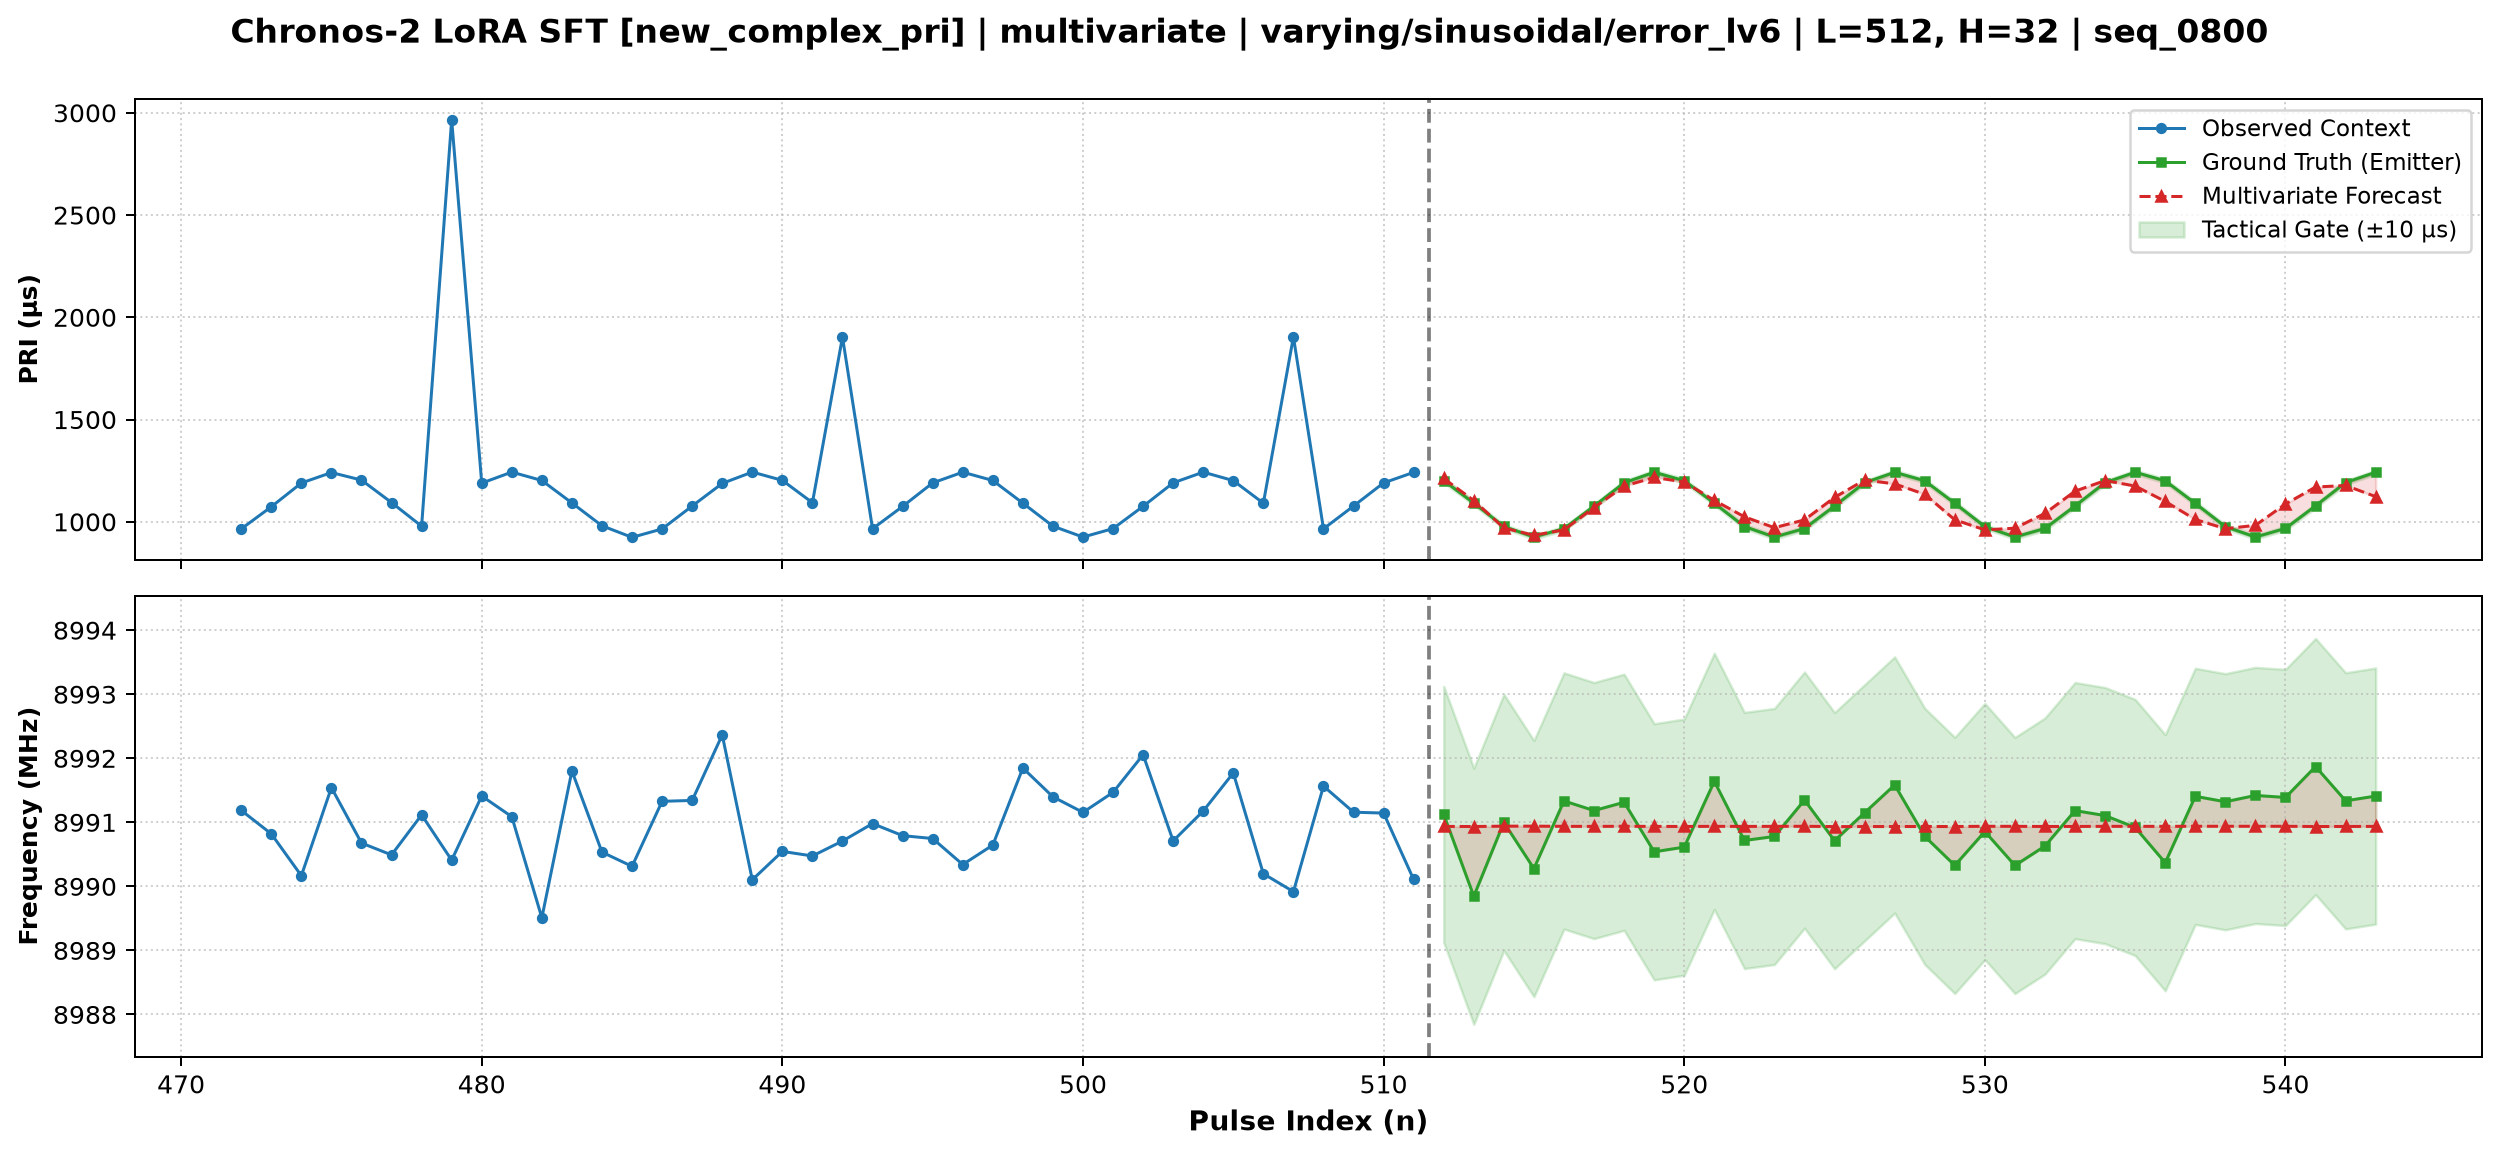 Chronos-2 LoRA SFT [new_complex_pri] | multivariate | varying/sinusoidal/error_lv6 | L=512, H=32 | seq_0800
3000
2500
2000
1500
1000
PRI (µs)
Observed Context
Ground Truth (Emitter)
Multivariate Forecast
Tactical Gate (±10 µs)
8994
8993
8992
8991
8990
8989
8988
Frequency (MHz)
470 480 490 500 510 520 530 540
Pulse Index (n)